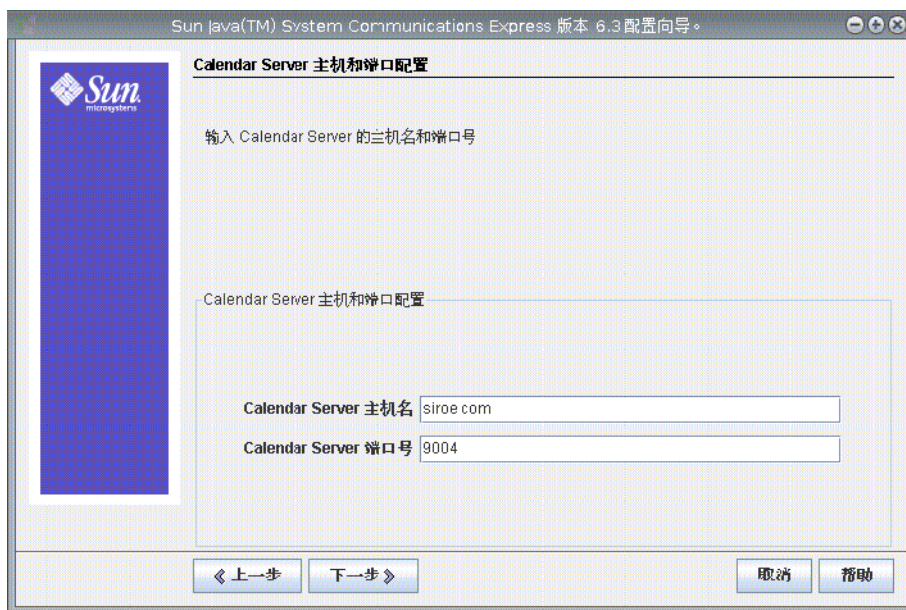 Sun Java(TM) System Communications Express 版本 6.3配置向导。
Sun
microsystems
Calendar Server 主机和端口配置
输入 Calendar Server 的主机名和端口号
Calendar Server 主机和端口配置
Calendar Server 主机名 siroe.com
Calendar Server 端口号 9004
《 上一步 下一步 》 取消 帮助